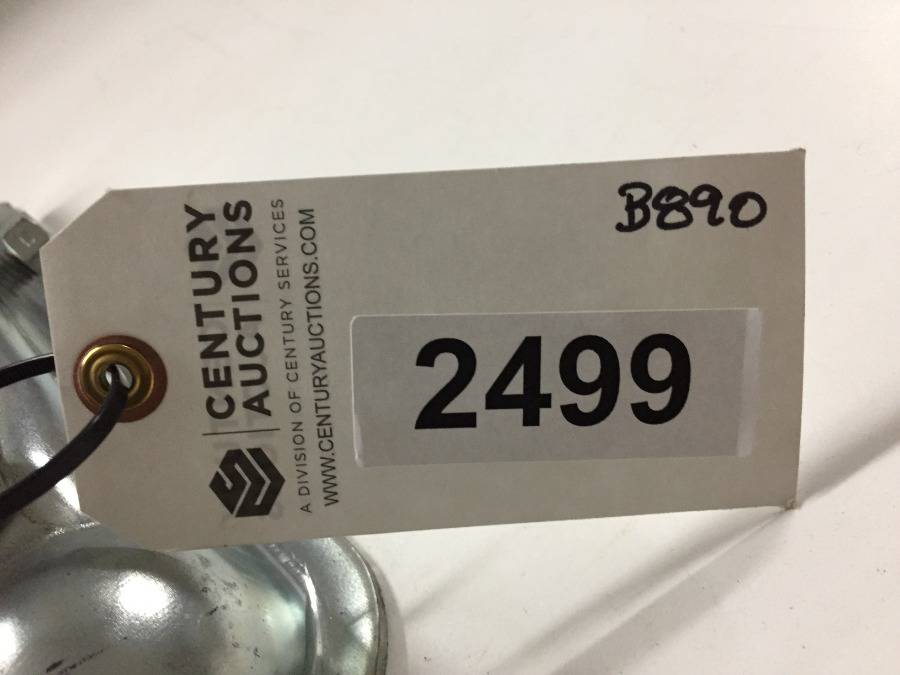 CENTURY
AUCTIONS
A DIVISION OF CENTURY SERVICES
WWW.CENTURYAUCTIONS.COM
B890
2499